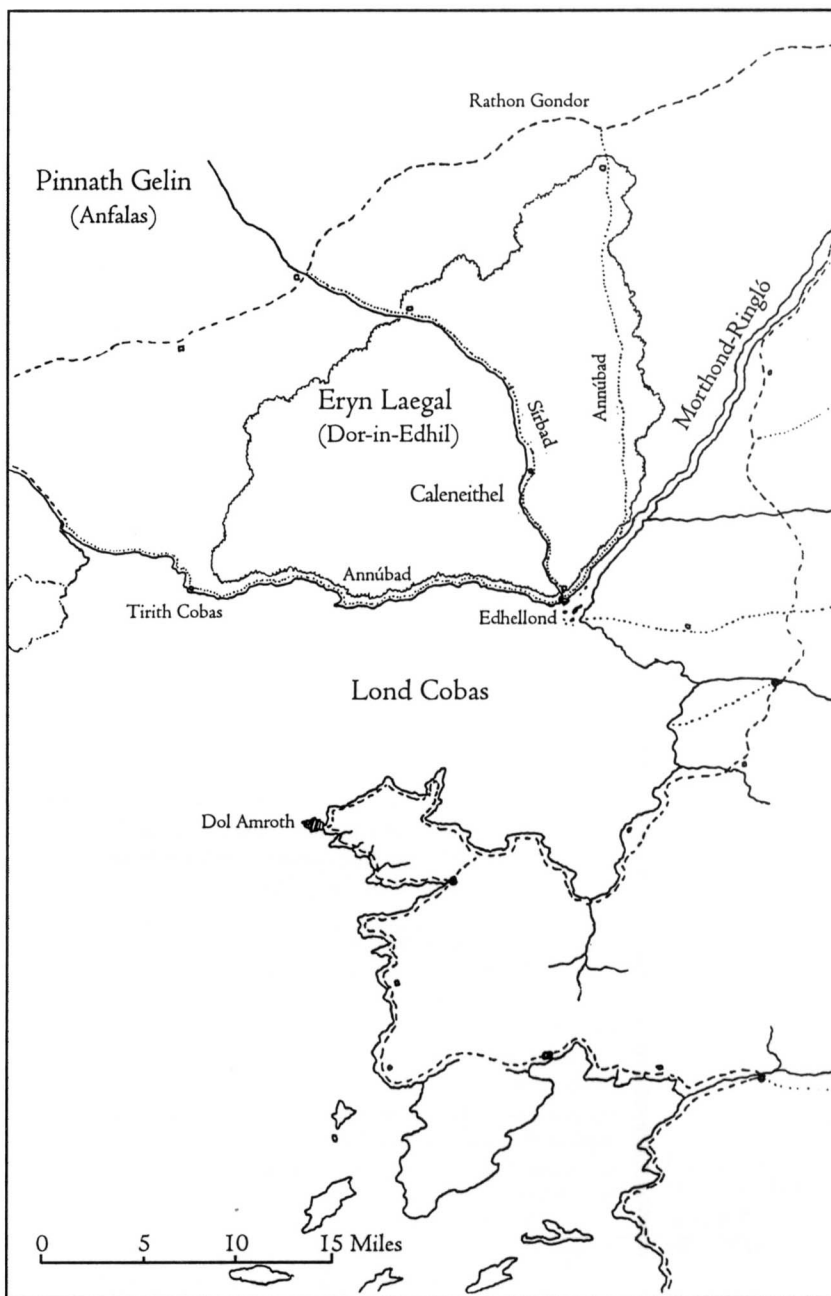 Rathon Gondor
Pinnath Gelin
(Anfalas)
Morthond-Ringló
Annúbad
Eryn Laegal
(Dor-in-Edhil)
Sîrbad
Caleneithel
Annúbad
Tirith Cobas
Edhellond
Lond Cobas
Dol Amroth
0 5 10 15 Miles